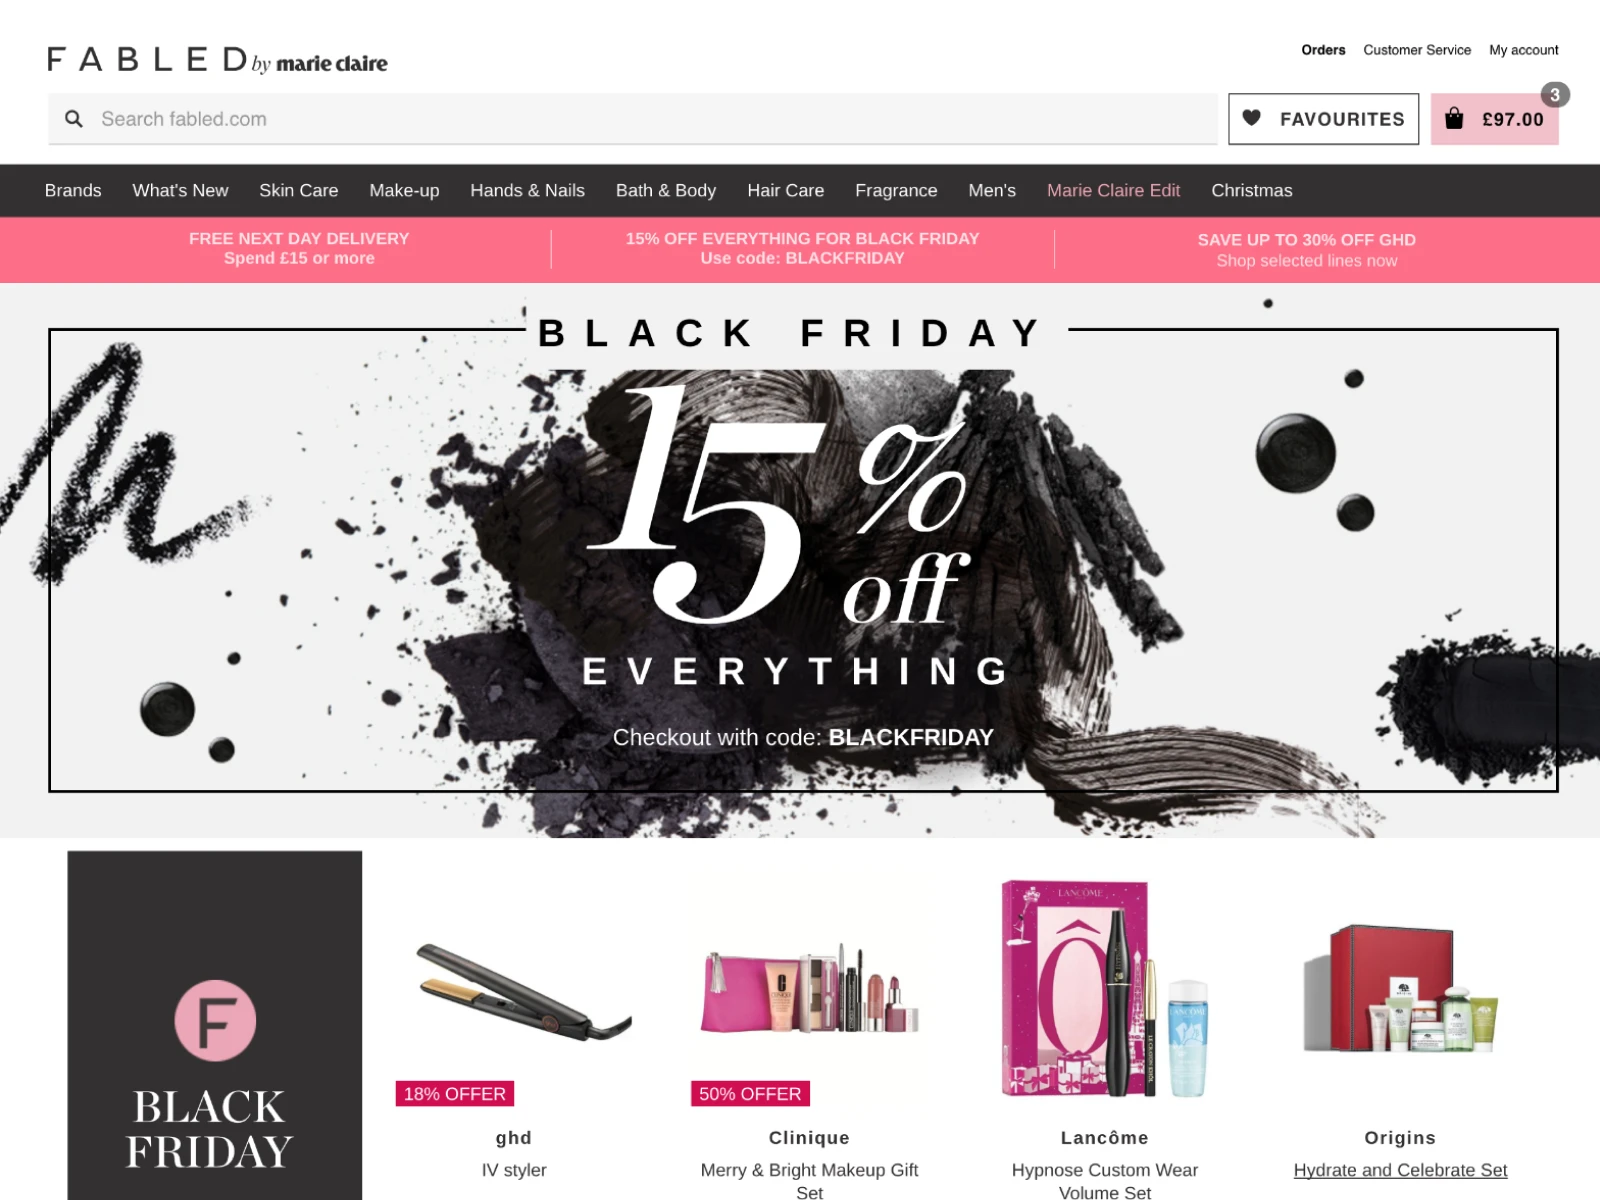 FABLED by marie claire
Orders Customer Service My account
Search fabled.com
FAVOURITES
3
£97.00
Brands What's New Skin Care Make-up Hands & Nails Bath & Body Hair Care Fragrance Men's Marie Claire Edit Christmas
FREE NEXT DAY DELIVERY
Spend £15 or more
15% OFF EVERYTHING FOR BLACK FRIDAY
Use code: BLACKFRIDAY
SAVE UP TO 30% OFF GHD
Shop selected lines now
BLACK FRIDAY
15%
off
EVERYTHING
Checkout with code: BLACKFRIDAY
F
BLACK
FRIDAY
18% OFFER
ghd
IV styler
50% OFFER
Clinique
Merry & Bright Makeup Gift
Set
LANCÔME
Ô
LANCÔME
Lancôme
Hypnose Custom Wear
Volume Set
Origins
Hydrate and Celebrate Set